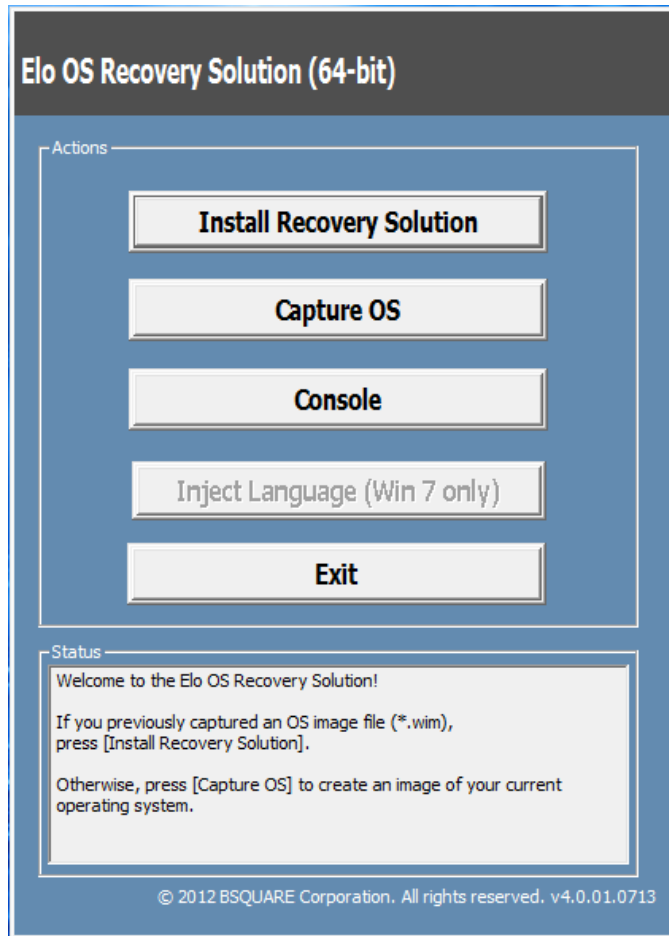 Elo OS Recovery Solution (64-bit)
Actions
Install Recovery Solution
Capture OS
Console
Inject Language (Win 7 only)
Exit
Status
Welcome to the Elo OS Recovery Solution!
If you previously captured an OS image file (*.wim),
press [Install Recovery Solution].
Otherwise, press [Capture OS] to create an image of your current
operating system.
© 2012 BSQUARE Corporation. All rights reserved. v4.0.01.0713